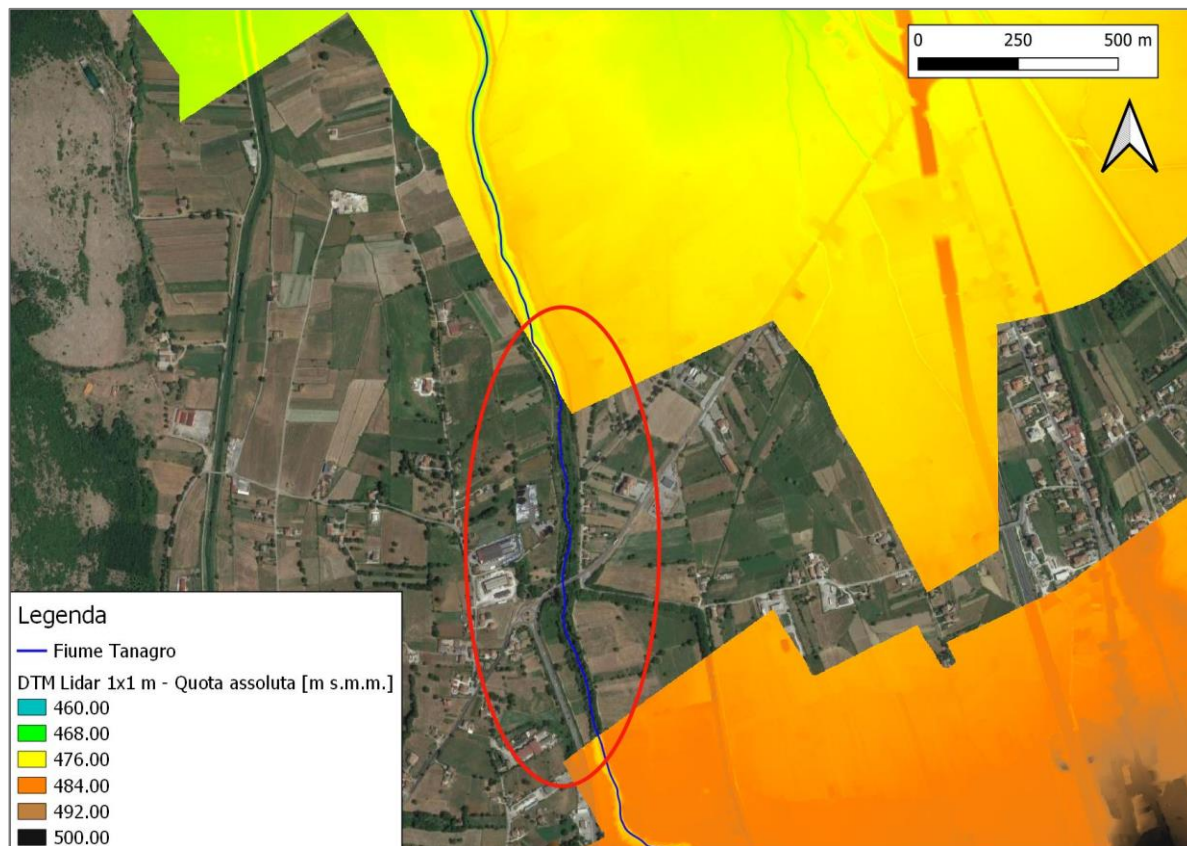 0 250 500 m
Legenda
Fiume Tanagro
DTM Lidar 1x1 m - Quota assoluta [m s.m.m.]
460.00
468.00
476.00
484.00
492.00
500.00